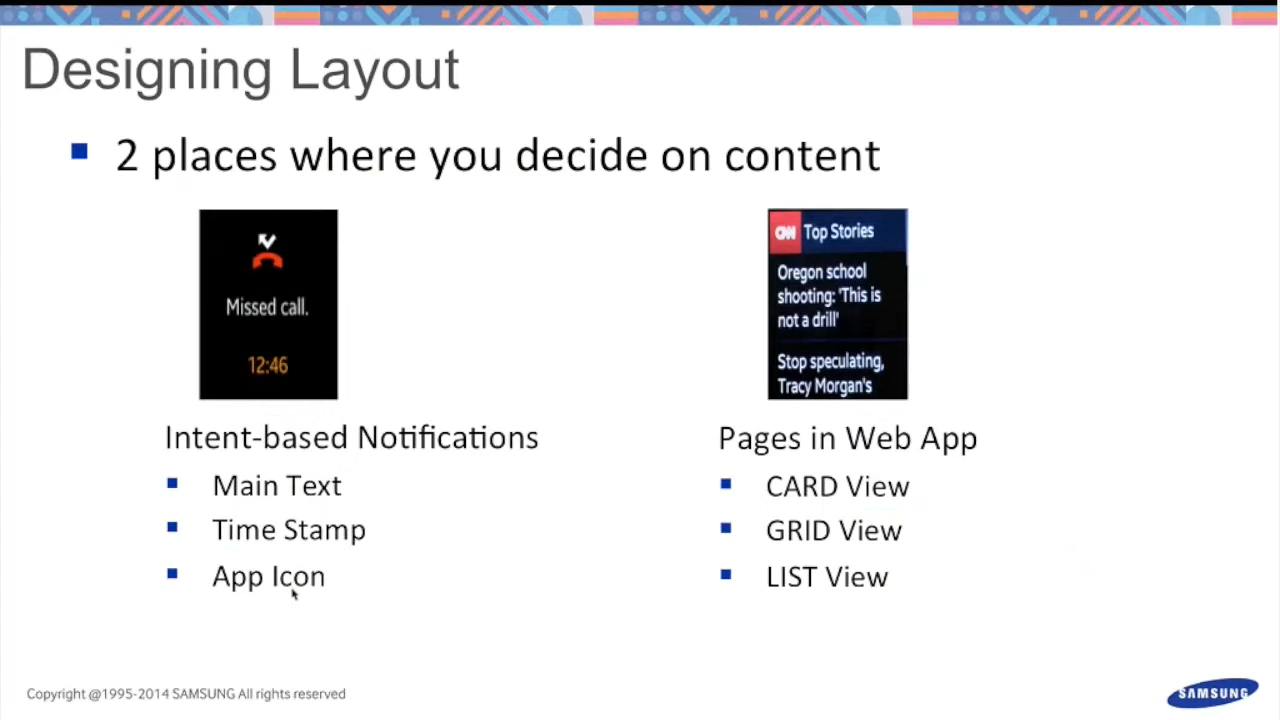 Designing Layout
2 places where you decide on content
Missed call.
12:46
CNN Top Stories
Oregon school
shooting: 'This is
not a drill'
Stop speculating,
Tracy Morgan's
Intent-based Notifications
Main Text
Time Stamp
App Icon
Pages in Web App
CARD View
GRID View
LIST View
Copyright @1995-2014 SAMSUNG All rights reserved
SAMSUNG